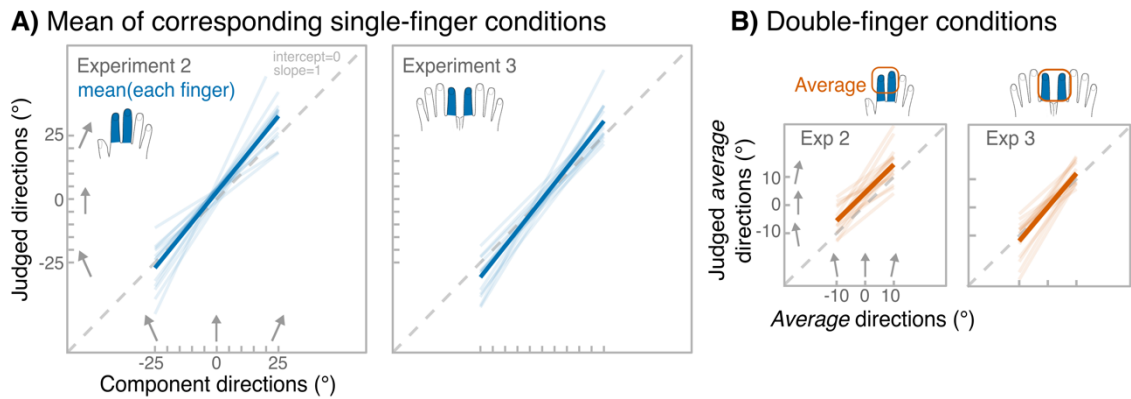 A) Mean of corresponding single-finger conditions
Experiment 2
mean(each finger)
intercept=0
slope=1
Judged directions (°)
25
0
-25
-25
0
25
Component directions (°)
Experiment 3
B) Double-finger conditions
Average
Exp 2
Judged average
directions (°)
10
0
-10
-10
0
10
Average directions (°)
Exp 3